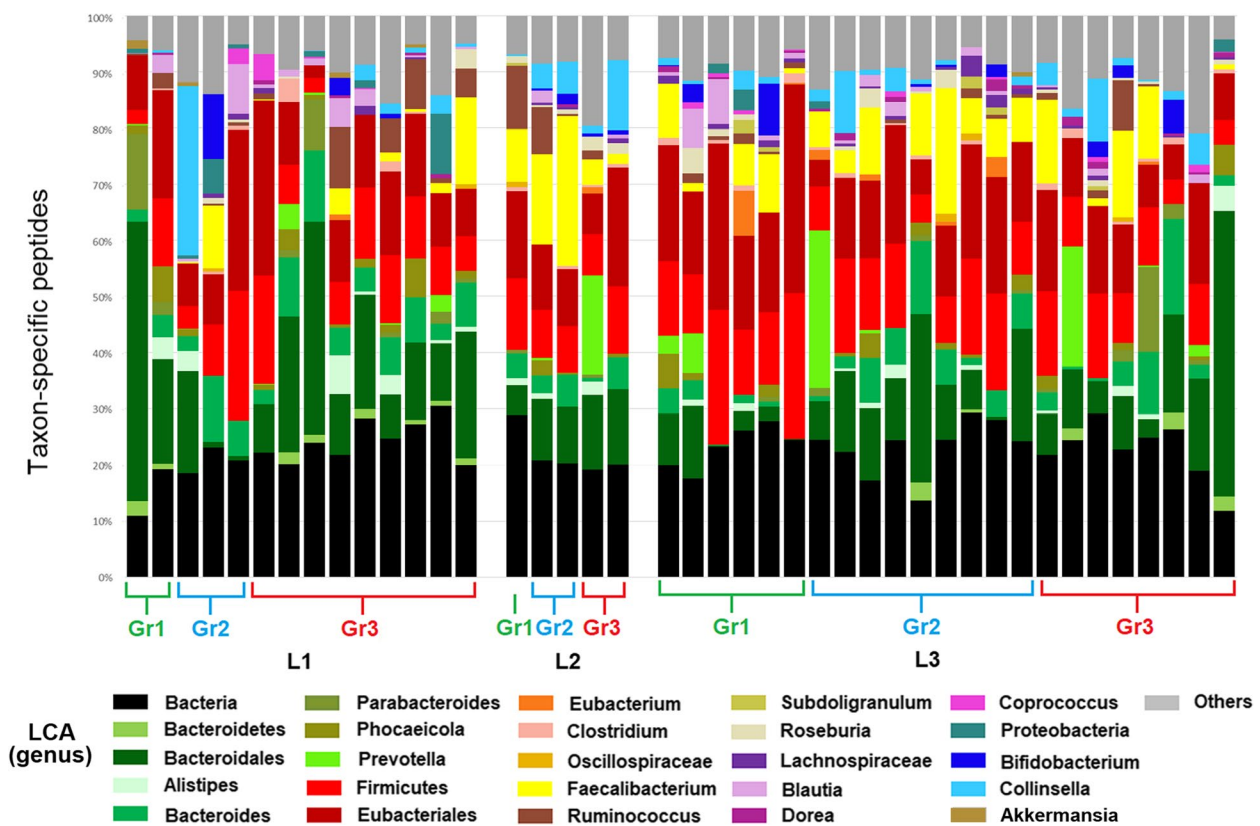 100%
90%
80%
70%
60%
50%
40%
30%
20%
10%
0%
Taxon-specific peptides
Gr1 Gr2 Gr3 Gr1 Gr2 Gr3 Gr1 Gr2 Gr3
L1 L2 L3
LCA
(genus)
Bacteria
Bacteroidetes
Bacteroidales
Alistipes
Bacteroides
Parabacteroides
Phocaeicola
Prevotella
Firmicutes
Eubacteriales
Eubacterium
Clostridium
Oscillospiraceae
Faecalibacterium
Ruminococcus
Subdoligranulum
Roseburia
Lachnospiraceae
Blautia
Dorea
Coprococcus
Proteobacteria
Bifidobacterium
Collinsella
Akkermansia
Others